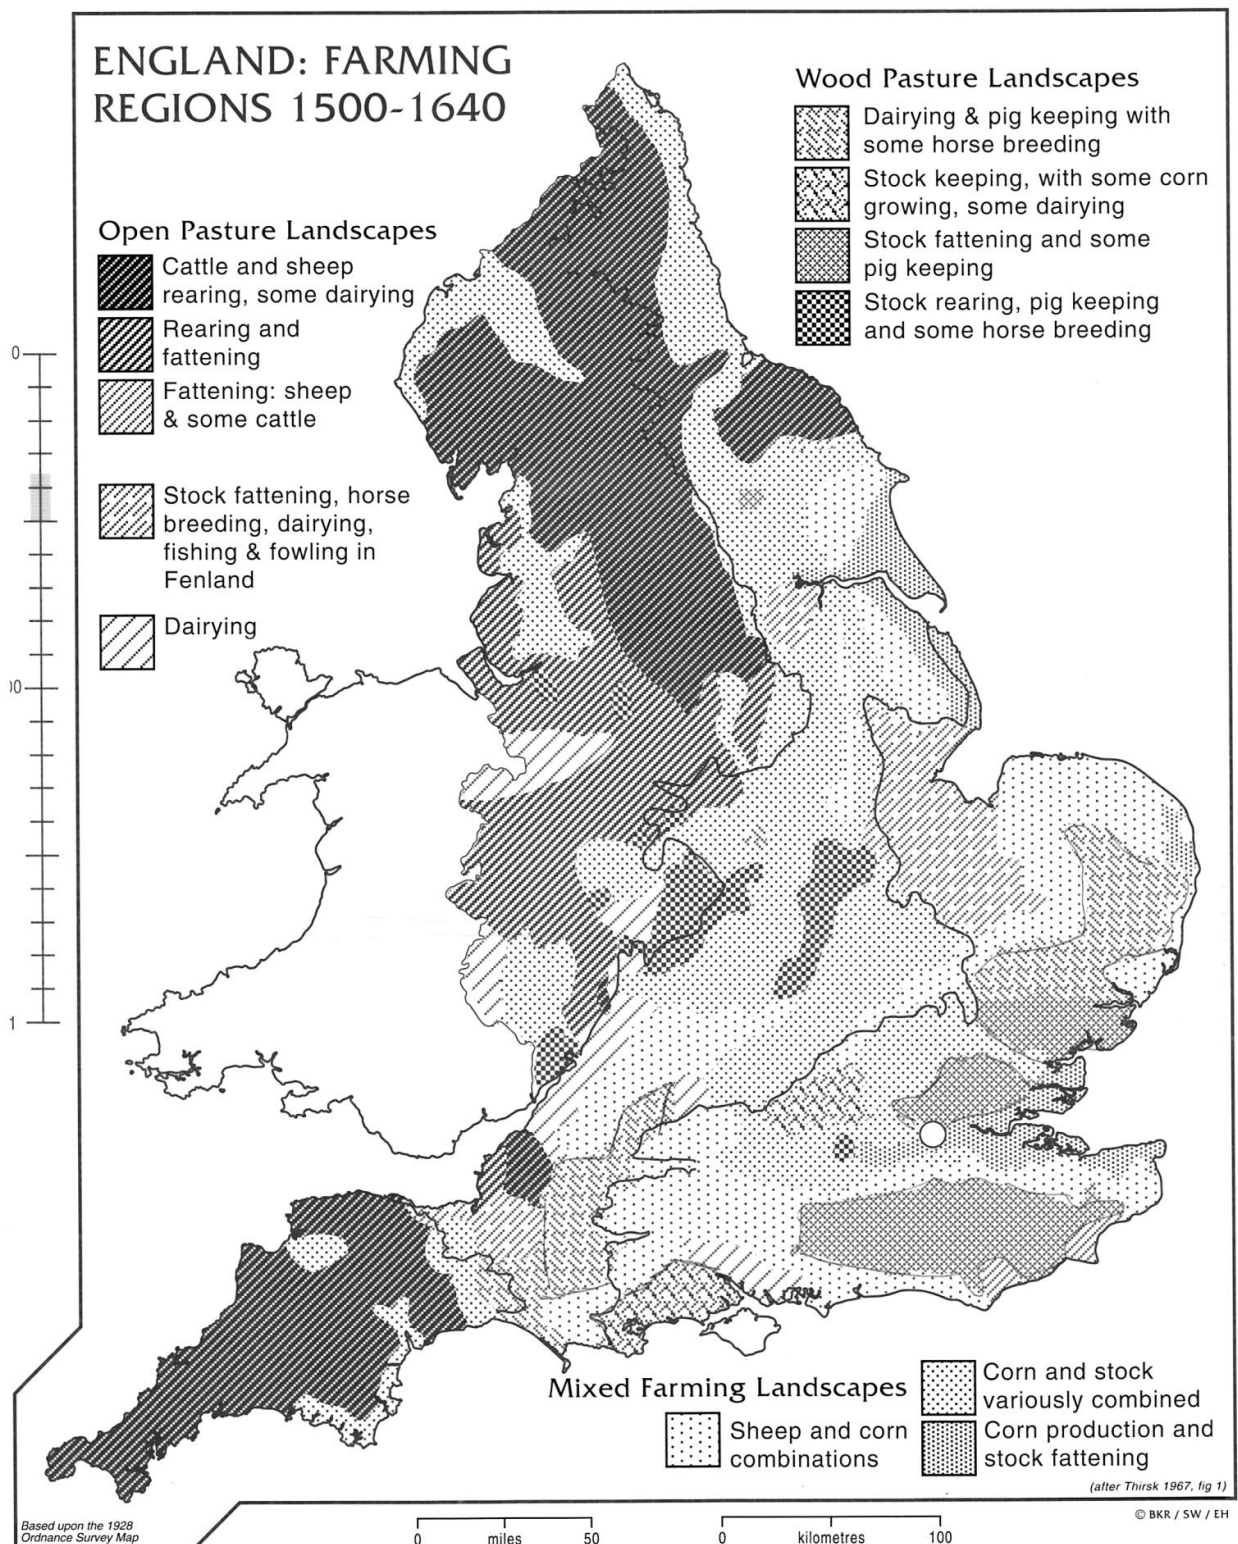 ENGLAND: FARMING
REGIONS 1500-1640
Wood Pasture Landscapes
Dairying & pig keeping with
some horse breeding
Stock keeping, with some corn
growing, some dairying
Stock fattening and some
pig keeping
Stock rearing, pig keeping
and some horse breeding
Open Pasture Landscapes
Cattle and sheep
rearing, some dairying
Rearing and
fattening
Fattening: sheep
& some cattle
Stock fattening, horse
breeding, dairying,
fishing & fowling in
Fenland
Dairying
0
1
Mixed Farming Landscapes
Sheep and corn
combinations
Corn and stock
variously combined
Corn production and
stock fattening
(after Thirsk 1967, fig 1)
© BKR / SW / EH
Based upon the 1928
Ordnance Survey Map
0 miles 50
0 kilometres 100